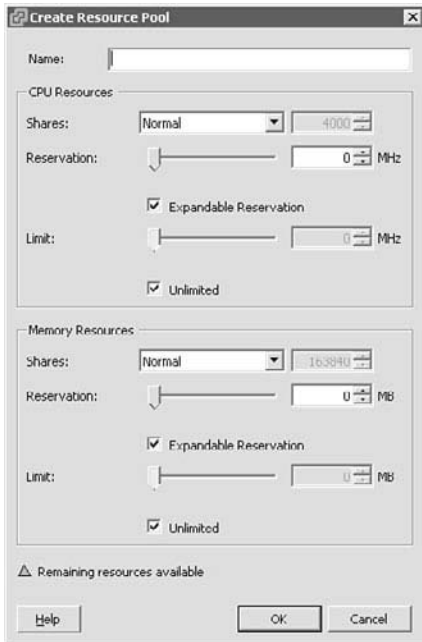 Create Resource Pool
Name:
CPU Resources
Shares: Normal 4000
Reservation: 0 MHz
Expandable Reservation
Limit: 0 MHz
Unlimited
Memory Resources
Shares: Normal 163840
Reservation: 0 MB
Expandable Reservation
Limit: 0 MB
Unlimited
Remaining resources available
Help OK Cancel